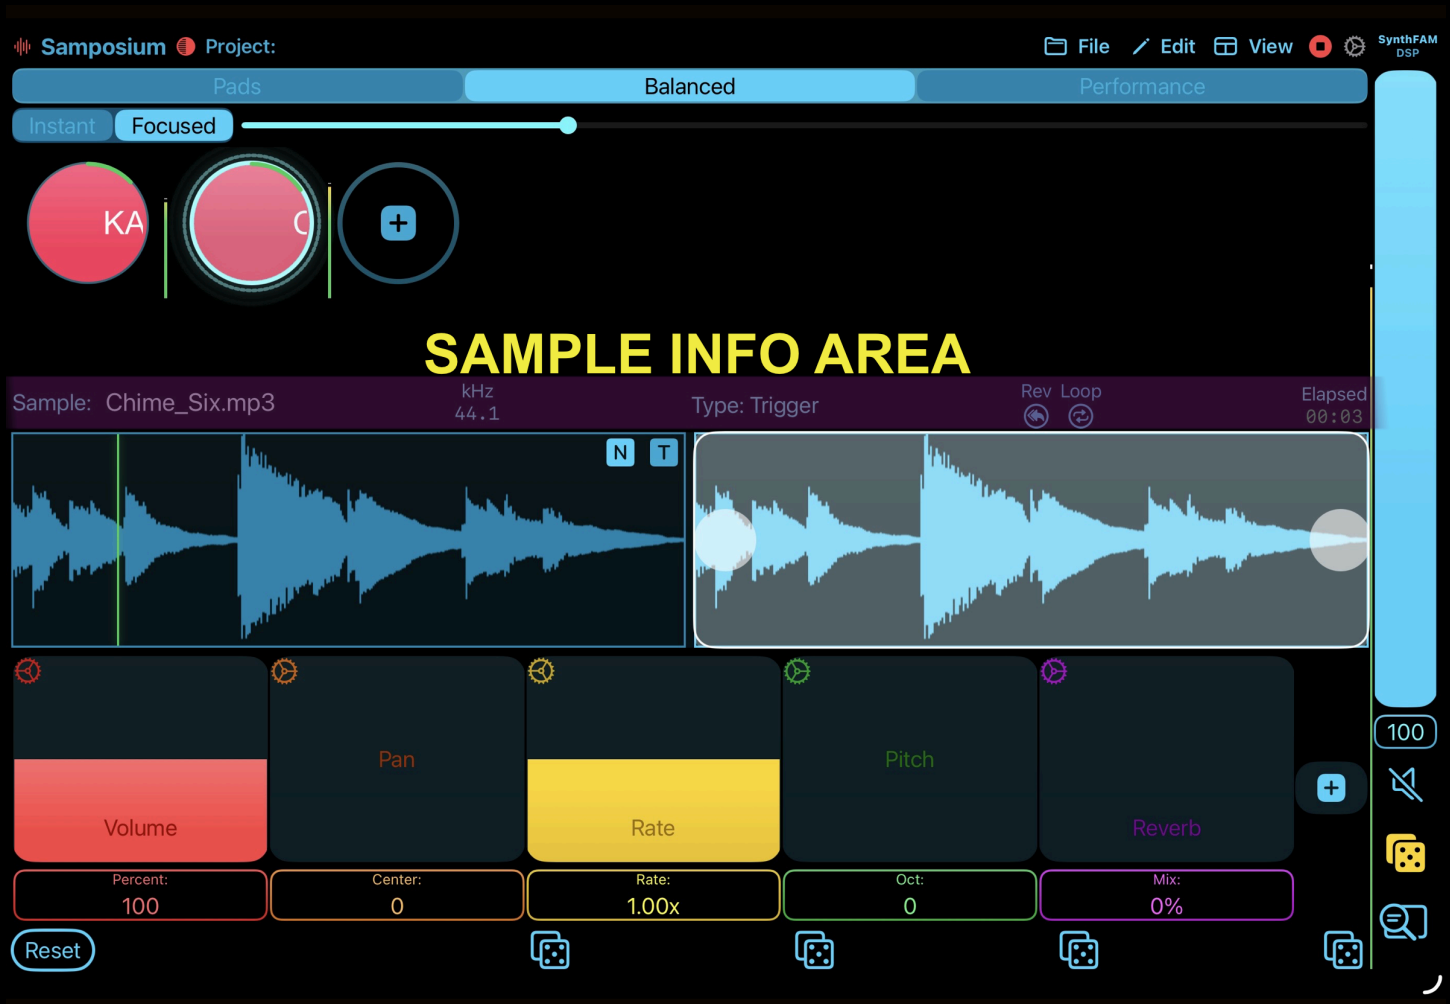 Samposium Project: File Edit View SynthFAM DSP
Pads Balanced Performance
Instant Focused
KA
SAMPLE INFO AREA
Sample: Chime_Six.mp3 kHz 44.1 Type: Trigger Rev Loop Elapsed 00:03
N T
Volume Pan Rate Pitch Reverb
100
Percent: Center: Rate: Oct: Mix:
100 0 1.00x 0 0%
Reset